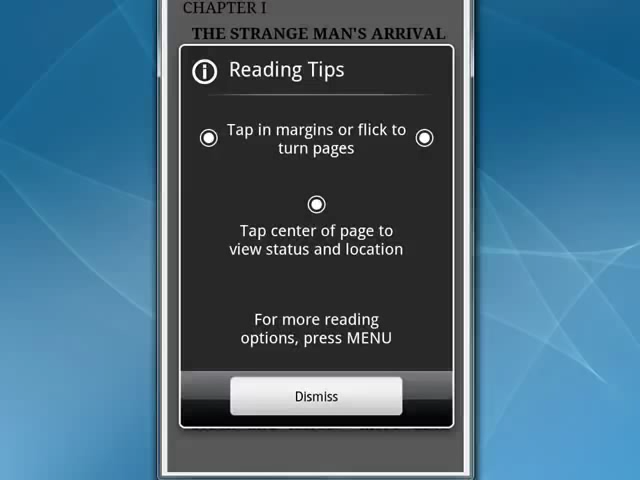 CHAPTER I
THE STRANGE MAN'S ARRIVAL
Reading Tips
Tap in margins or flick to
turn pages
Tap center of page to
view status and location
For more reading
options, press MENU
Dismiss